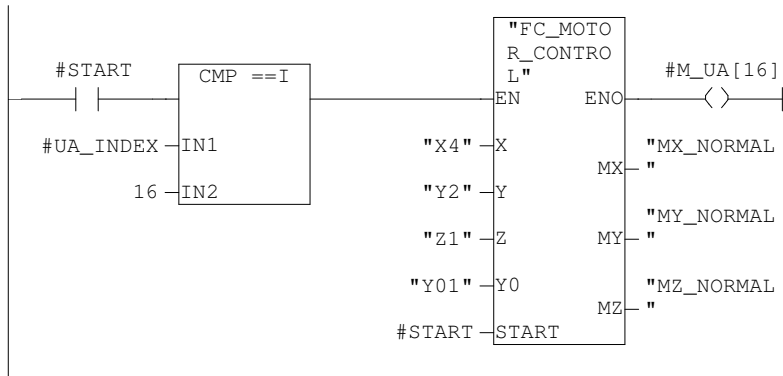 "FC_MOTO
R_CONTRO
L"
#START
CMP ==I
#M_UA[16]
EN
ENO
#UA_INDEX
IN1
"X4"
X
"MX_NORMAL
"
MX
16
IN2
"Y2"
Y
"MY_NORMAL
"
MY
"Z1"
Z
"Y01"
Y0
"MZ_NORMAL
"
MZ
#START
START